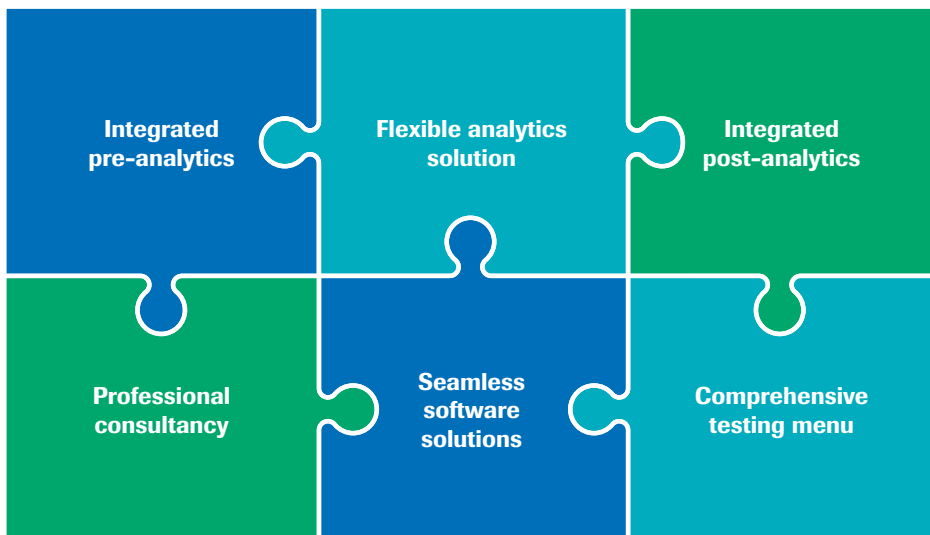 Integrated
pre-analytics
Flexible analytics
solution
Integrated
post-analytics
Professional
consultancy
Seamless
software
solutions
Comprehensive
testing menu